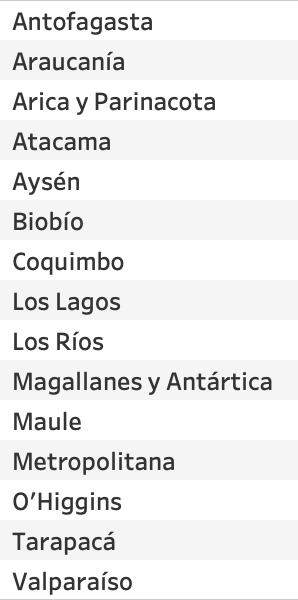 Antofagasta
Araucanía
Arica y Parinacota
Atacama
Aysén
Biobío
Coquimbo
Los Lagos
Los Ríos
Magallanes y Antártica
Maule
Metropolitana
O’Higgins
Tarapacá
Valparaíso